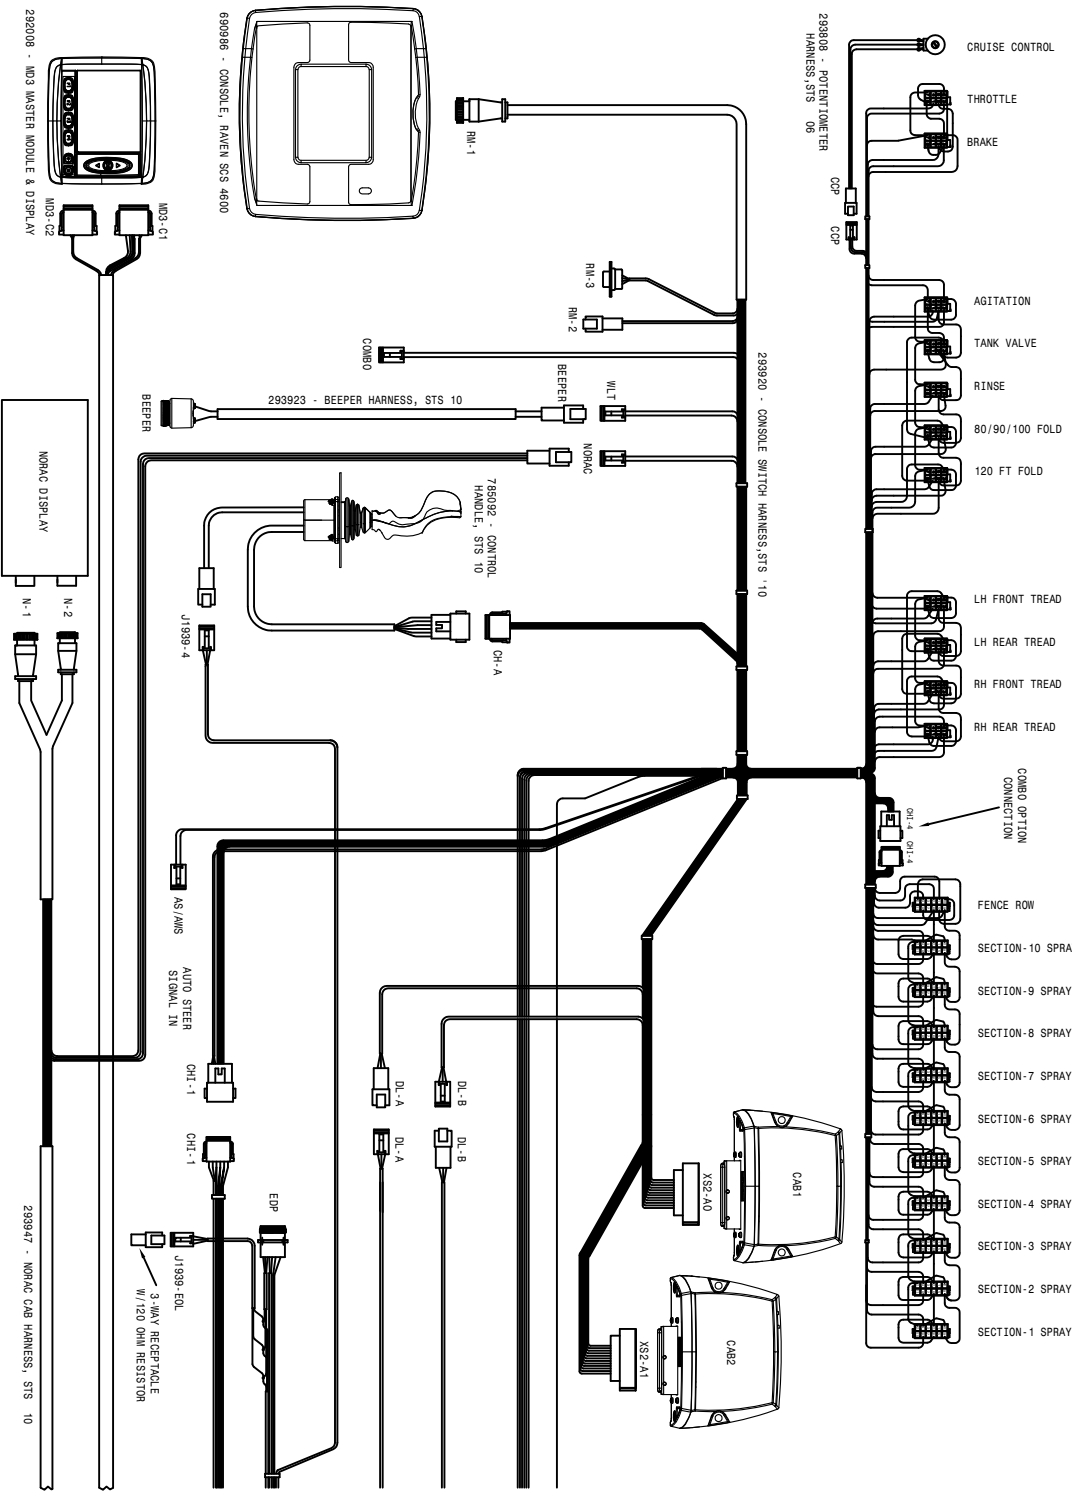 CRUISE CONTROL
THROTTLE
BRAKE
AGITATION
TANK VALVE
RINSE
80/90/100 FOLD
120 FT FOLD
LH FRONT TREAD
LH REAR TREAD
RH FRONT TREAD
RH REAR TREAD
FENCE ROW
SECTION-10 SPRA
SECTION-9 SPRAY
SECTION-8 SPRAY
SECTION-7 SPRAY
SECTION-6 SPRAY
SECTION-5 SPRAY
SECTION-4 SPRAY
SECTION-3 SPRAY
SECTION-2 SPRAY
SECTION-1 SPRAY
293808 - POTENTIOMETER
HARNESS,STS 06
CCP
CCP
COMBO OPTION
CONNECTION
CHI-4
CHI-4
293920 - CONSOLE SWITCH HARNESS,STS '10
690986 - CONSOLE, RAVEN SCS 4600
RM-1
RM-3
RM-2
COMBO
WLT
BEEPER
293923 - BEEPER HARNESS, STS 10
BEEPER
NORAC
785092 - CONTROL
HANDLE, STS 10
CH-A
J1939-4
292008 - MD3 MASTER MODULE & DISPLAY
MD3-C1
MD3-C2
NORAC DISPLAY
N-2
N-1
AS/AWS
AUTO STEER
SIGNAL IN
CHI-1
CHI-1
DL-B
DL-A
DL-B
DL-A
CAB1
XS2-A0
CAB2
XS2-A1
EDP
J1939-EOL
3-WAY RECEPTACLE
W/120 OHM RESISTOR
293947 - NORAC CAB HARNESS, STS 10